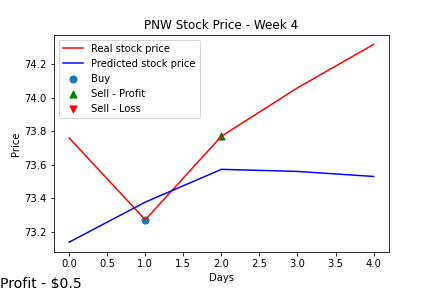 PNW Stock Price - Week 4
Real stock price
Predicted stock price
Buy
Sell - Profit
Sell - Loss
Price
74.2
74.0
73.8
73.6
73.4
73.2
0.0 0.5 1.0 1.5 2.0 2.5 3.0 3.5 4.0
Days
Profit - $0.5